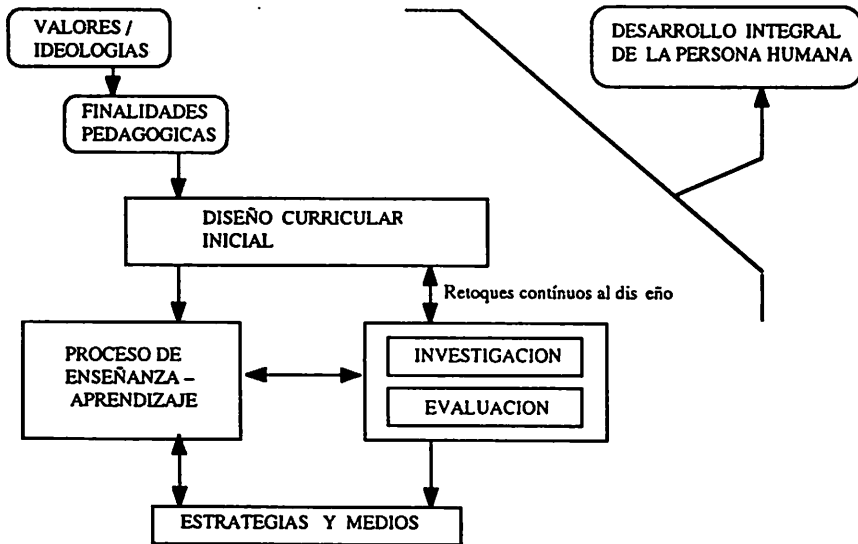 VALORES /
IDEOLOGIAS
DESARROLLO INTEGRAL
DE LA PERSONA HUMANA
FINALIDADES
PEDAGOGICAS
DISEÑO CURRICULAR
INICIAL
Retoques contínuos al dis eño
PROCESO DE
ENSEÑANZA –
APRENDIZAJE
INVESTIGACION
EVALUACION
ESTRATEGIAS Y MEDIOS